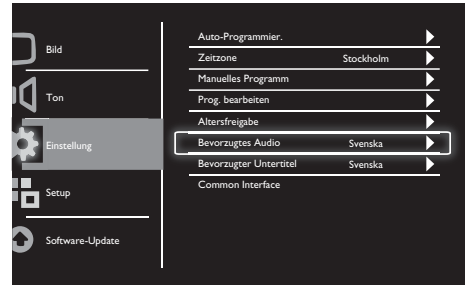 Bild
Ton
Einstellung
Setup
Software-Update
Auto-Programmier.
Zeitzone Stockholm
Manuelles Programm
Prog. bearbeiten
Altersfreigabe
Bevorzugtes Audio Svenska
Bevorzugter Untertitel Svenska
Common Interface